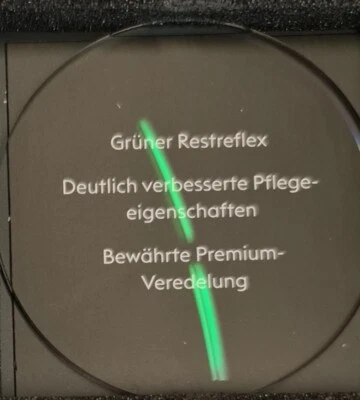 Grüner Restreflex
Deutlich verbesserte Pflege-
eigenschaften
Bewährte Premium-
Veredelung